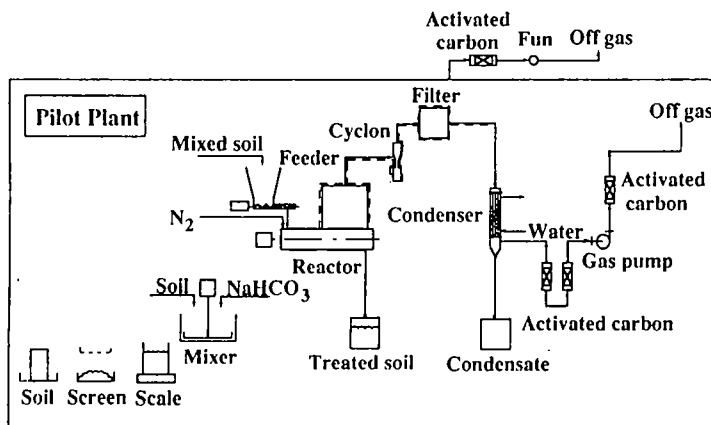 Activated
carbon
Fun
Off gas
Pilot Plant
Filter
Off gas
Cyclon
Mixed soil
Feeder
Activated
carbon
Condenser
Water
N2
Gas pump
Reactor
Soil
NaHCO3
Activated carbon
Mixer
Treated soil
Condensate
Soil
Screen
Scale